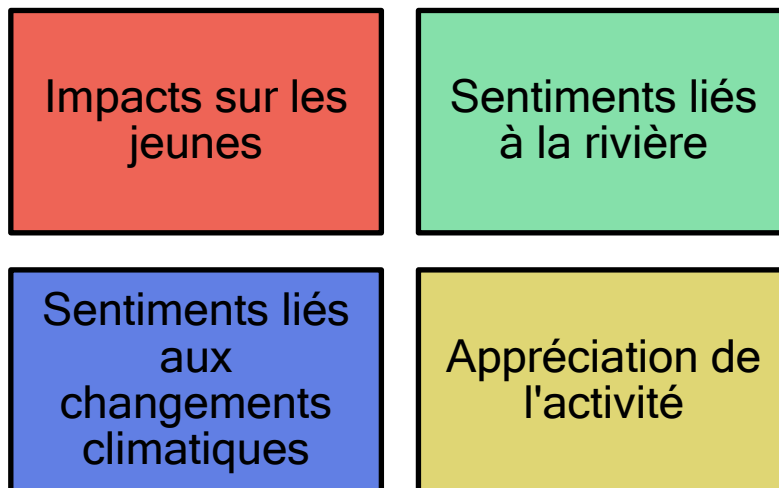 Impacts sur les
jeunes
Sentiments liés
à la rivière
Sentiments liés
aux
changements
climatiques
Appréciation de
l'activité